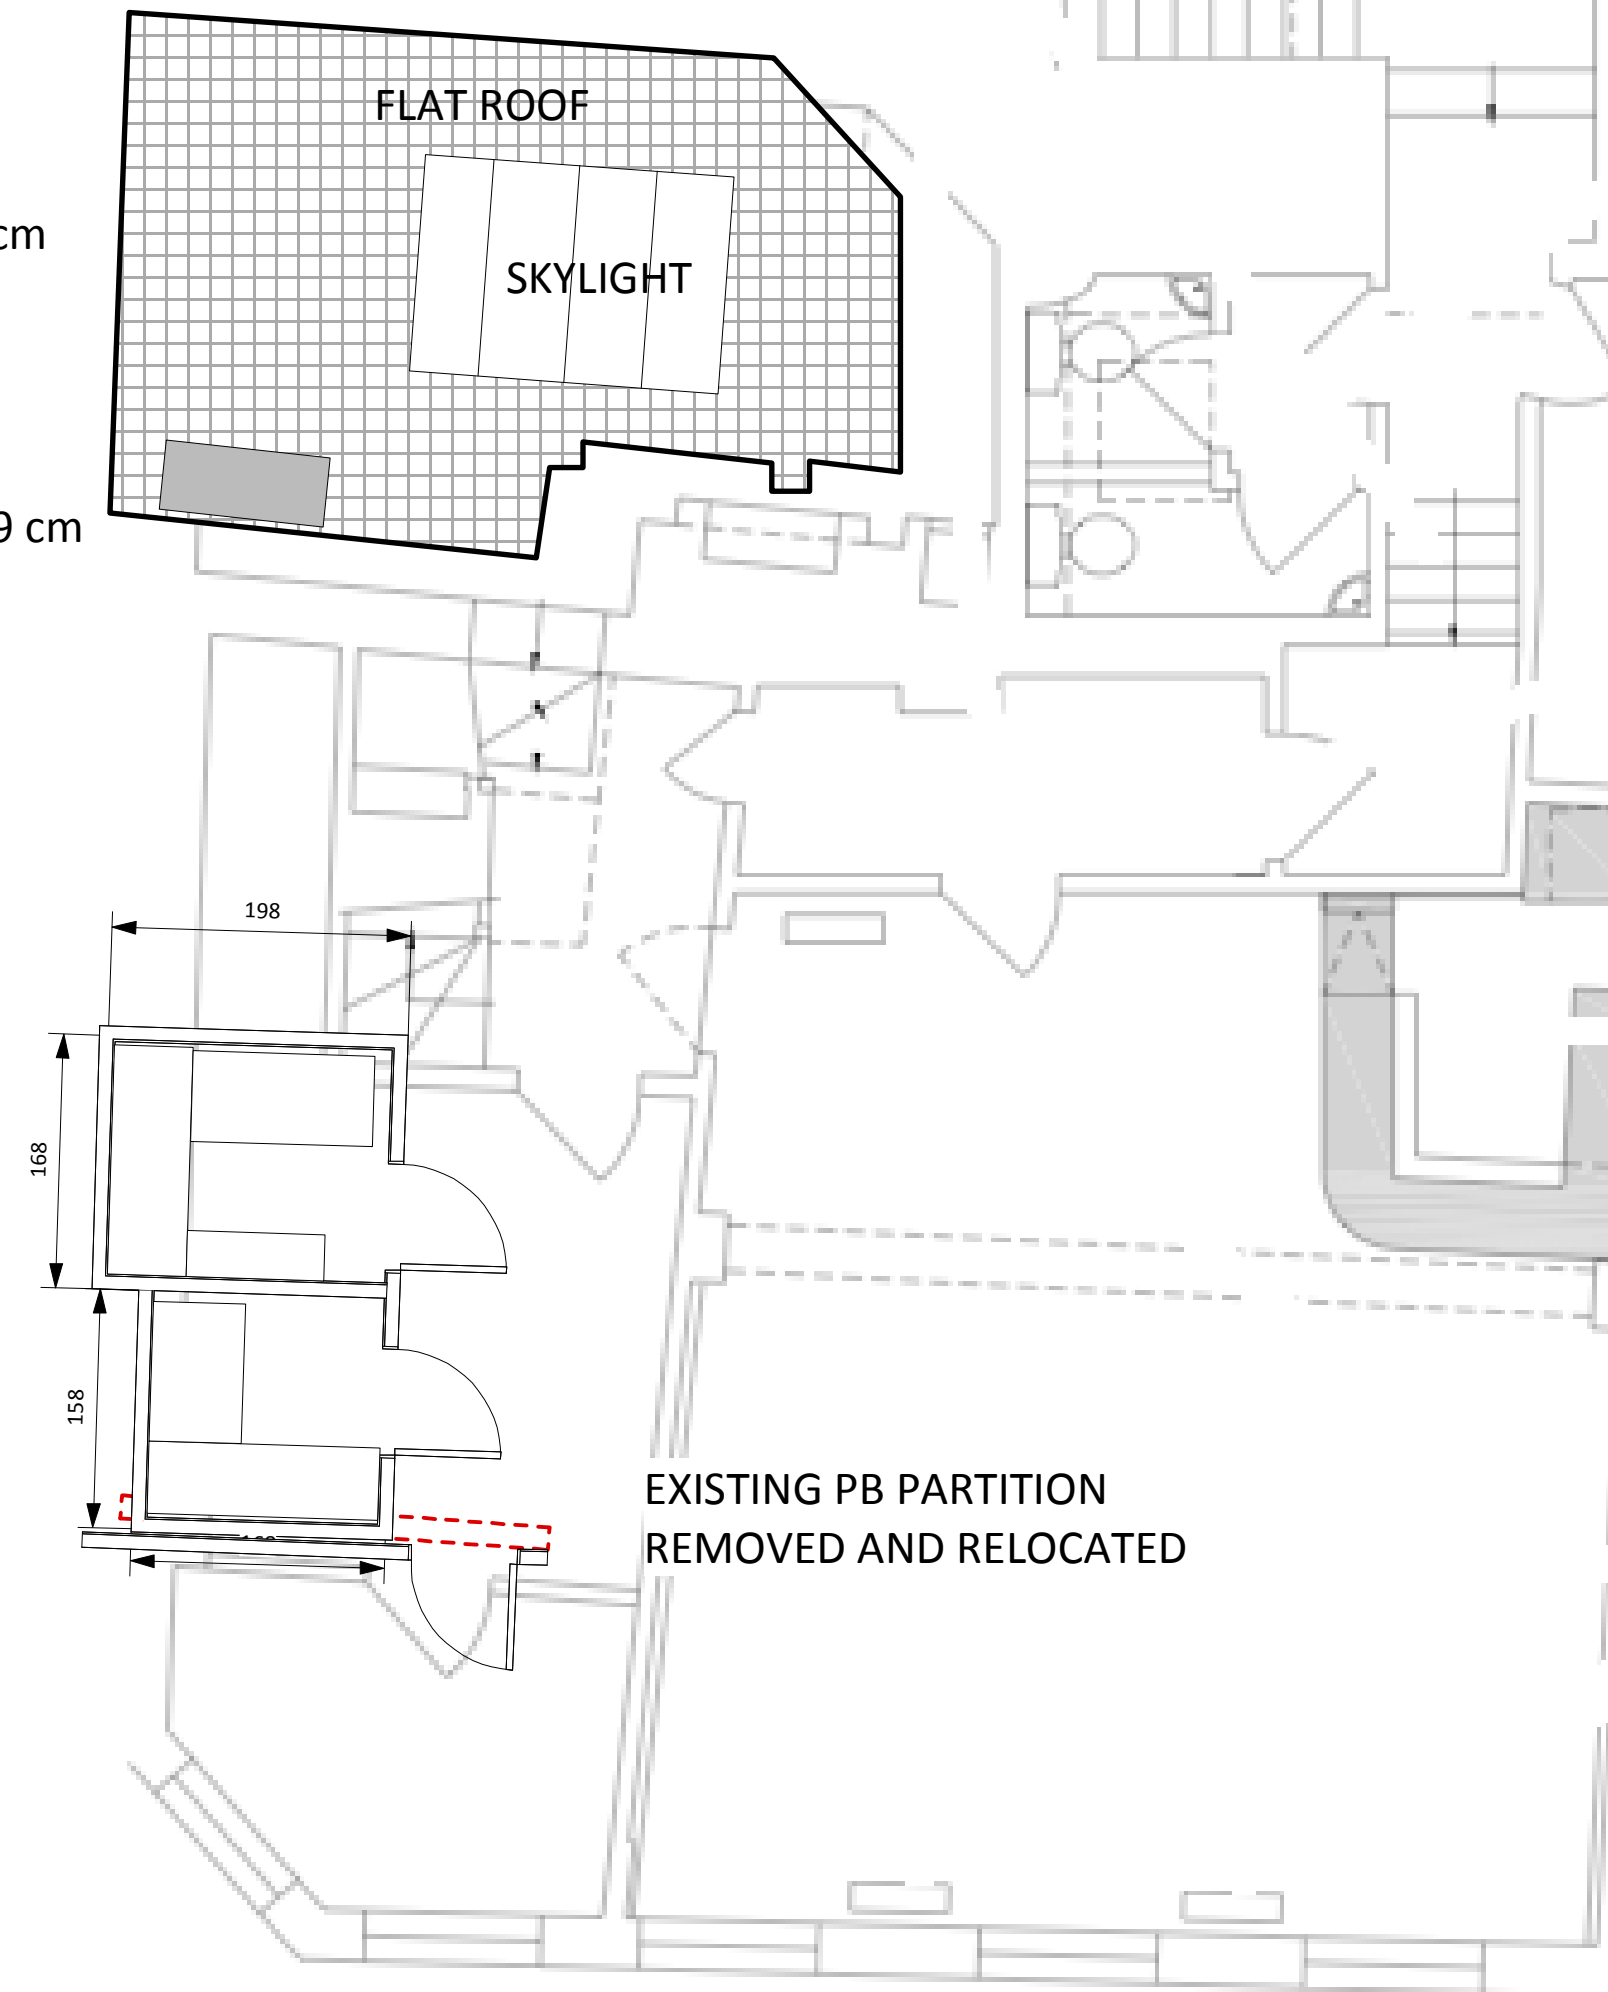 FLAT ROOF
cm
SKYLIGHT
9 cm
198
168
158
EXISTING PB PARTITION
REMOVED AND RELOCATED